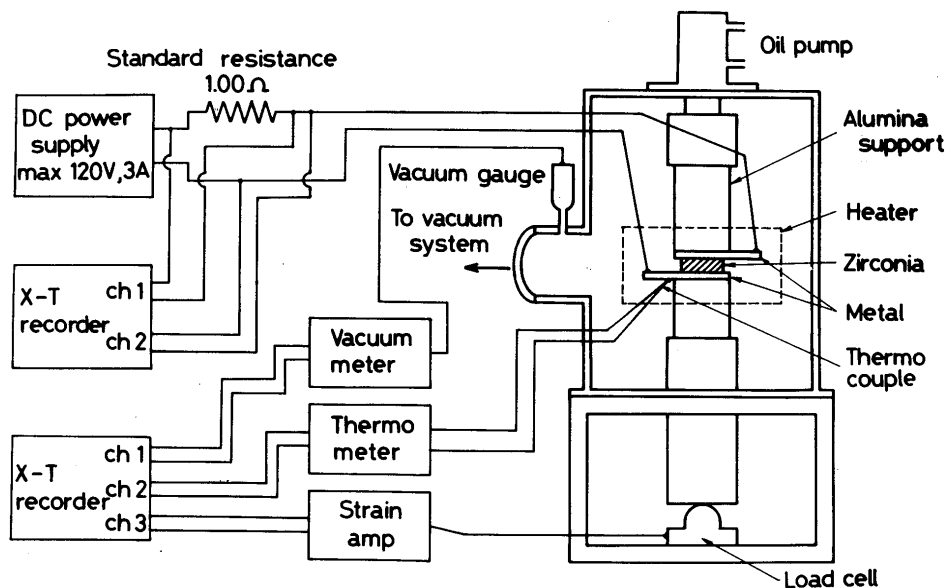 Standard resistance
1.00Ω
DC power
supply
max 120V,3A
X-T
recorder
ch 1
ch 2
Vacuum gauge
To vacuum
system
Vacuum
meter
Thermo
meter
Strain
amp
X-T
recorder
ch 1
ch 2
ch 3
Oil pump
Alumina
support
Heater
Zirconia
Metal
Thermo
couple
Load cell